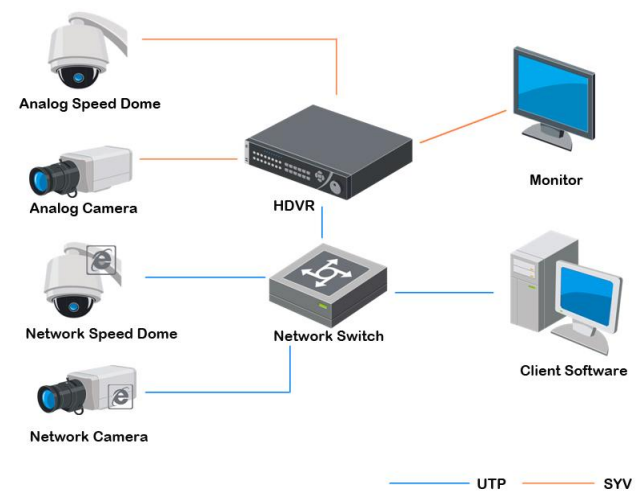 Analog Speed Dome
Analog Camera
HDVR
Monitor
Network Speed Dome
Network Switch
Client Software
Network Camera
UTP
SYV